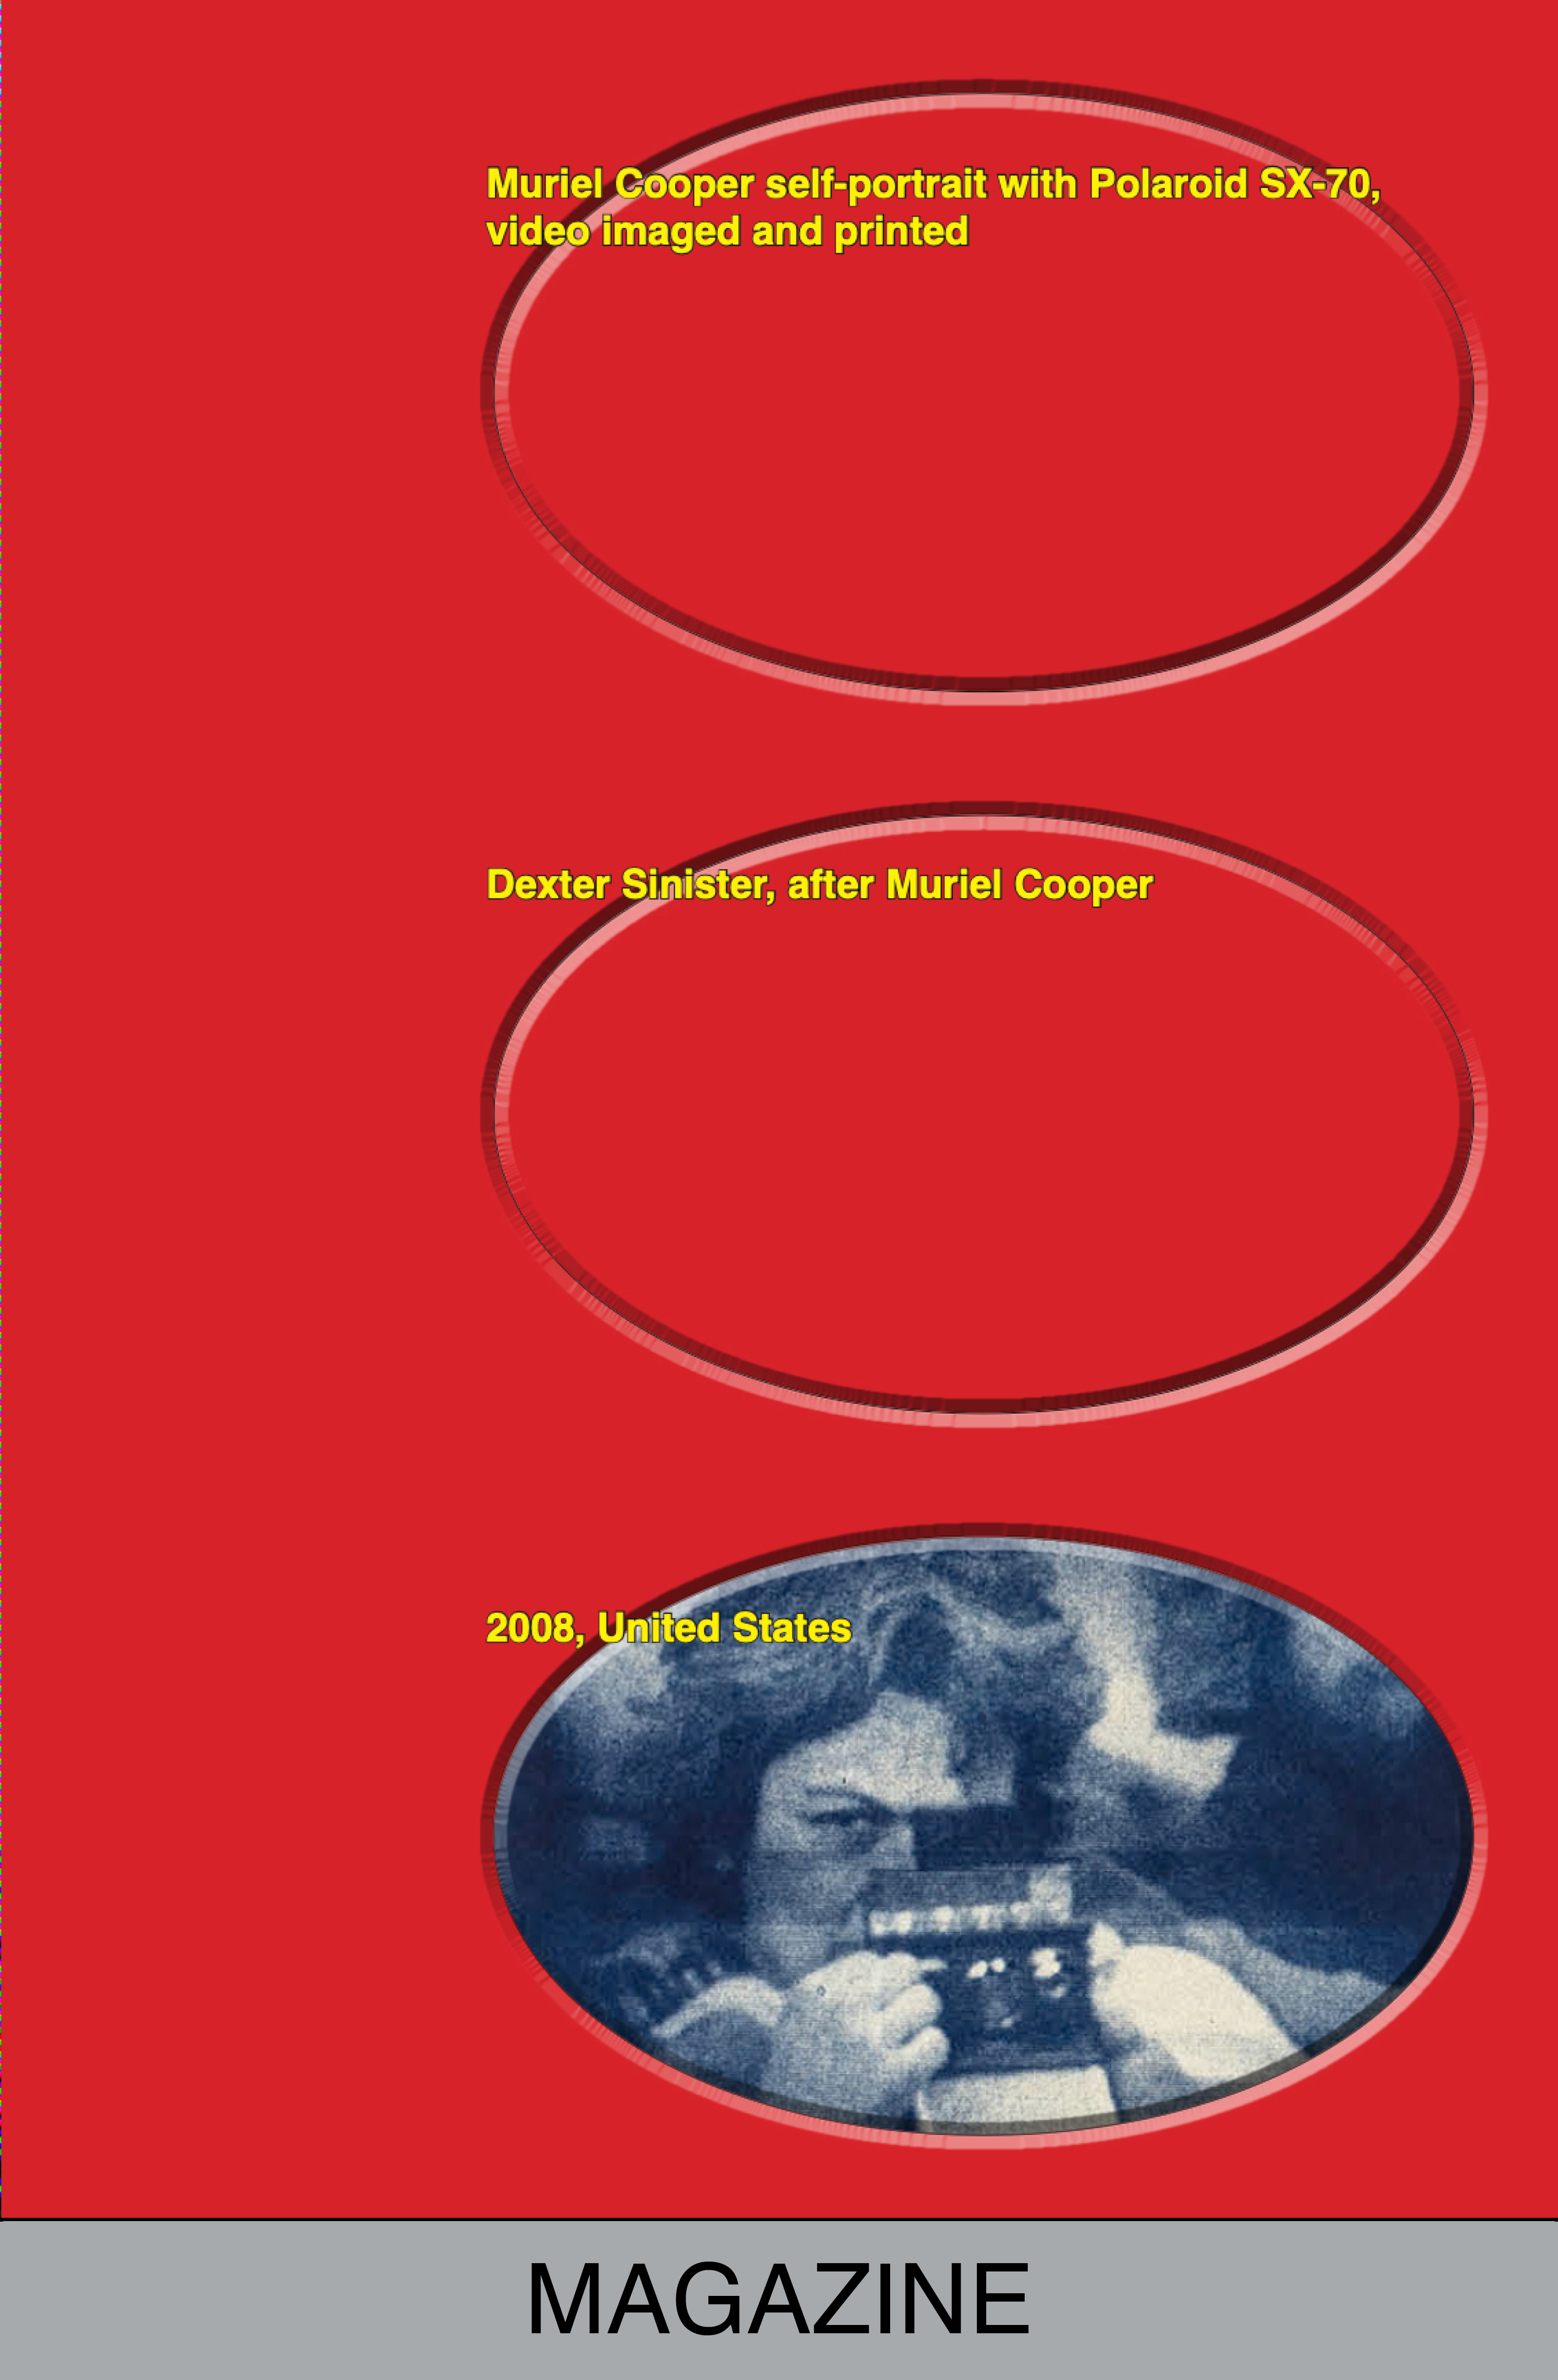 Muriel Cooper self-portrait with Polaroid SX-70,
video imaged and printed
Dexter Sinister, after Muriel Cooper
2008, United States
MAGAZINE